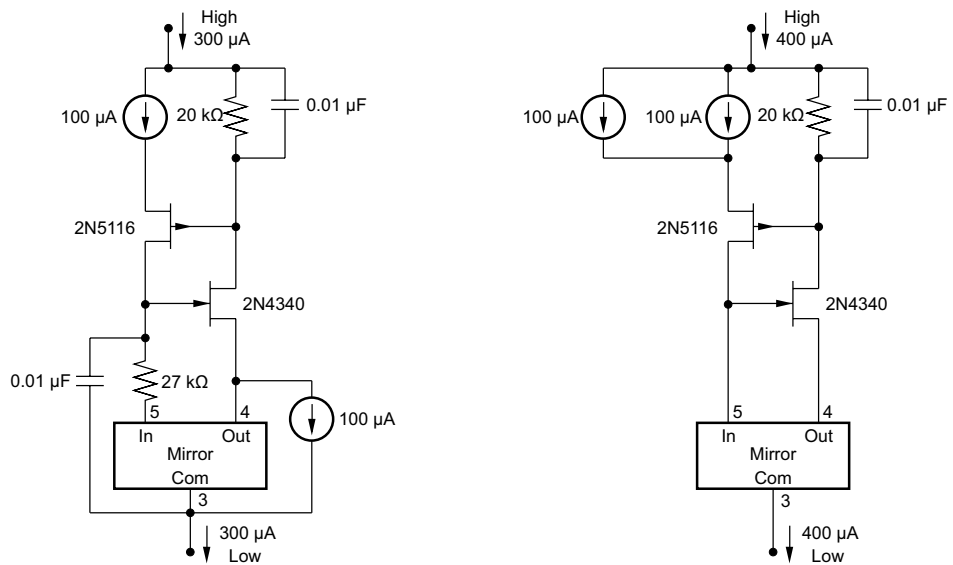 High
300 µA
100 µA
20 kΩ
0.01 µF
2N5116
2N4340
0.01 µF
27 kΩ
5
4
100 µA
In
Out
Mirror
Com
3
300 µA
Low
High
400 µA
100 µA
100 µA
20 kΩ
0.01 µF
2N5116
2N4340
5
4
In
Out
Mirror
Com
3
400 µA
Low